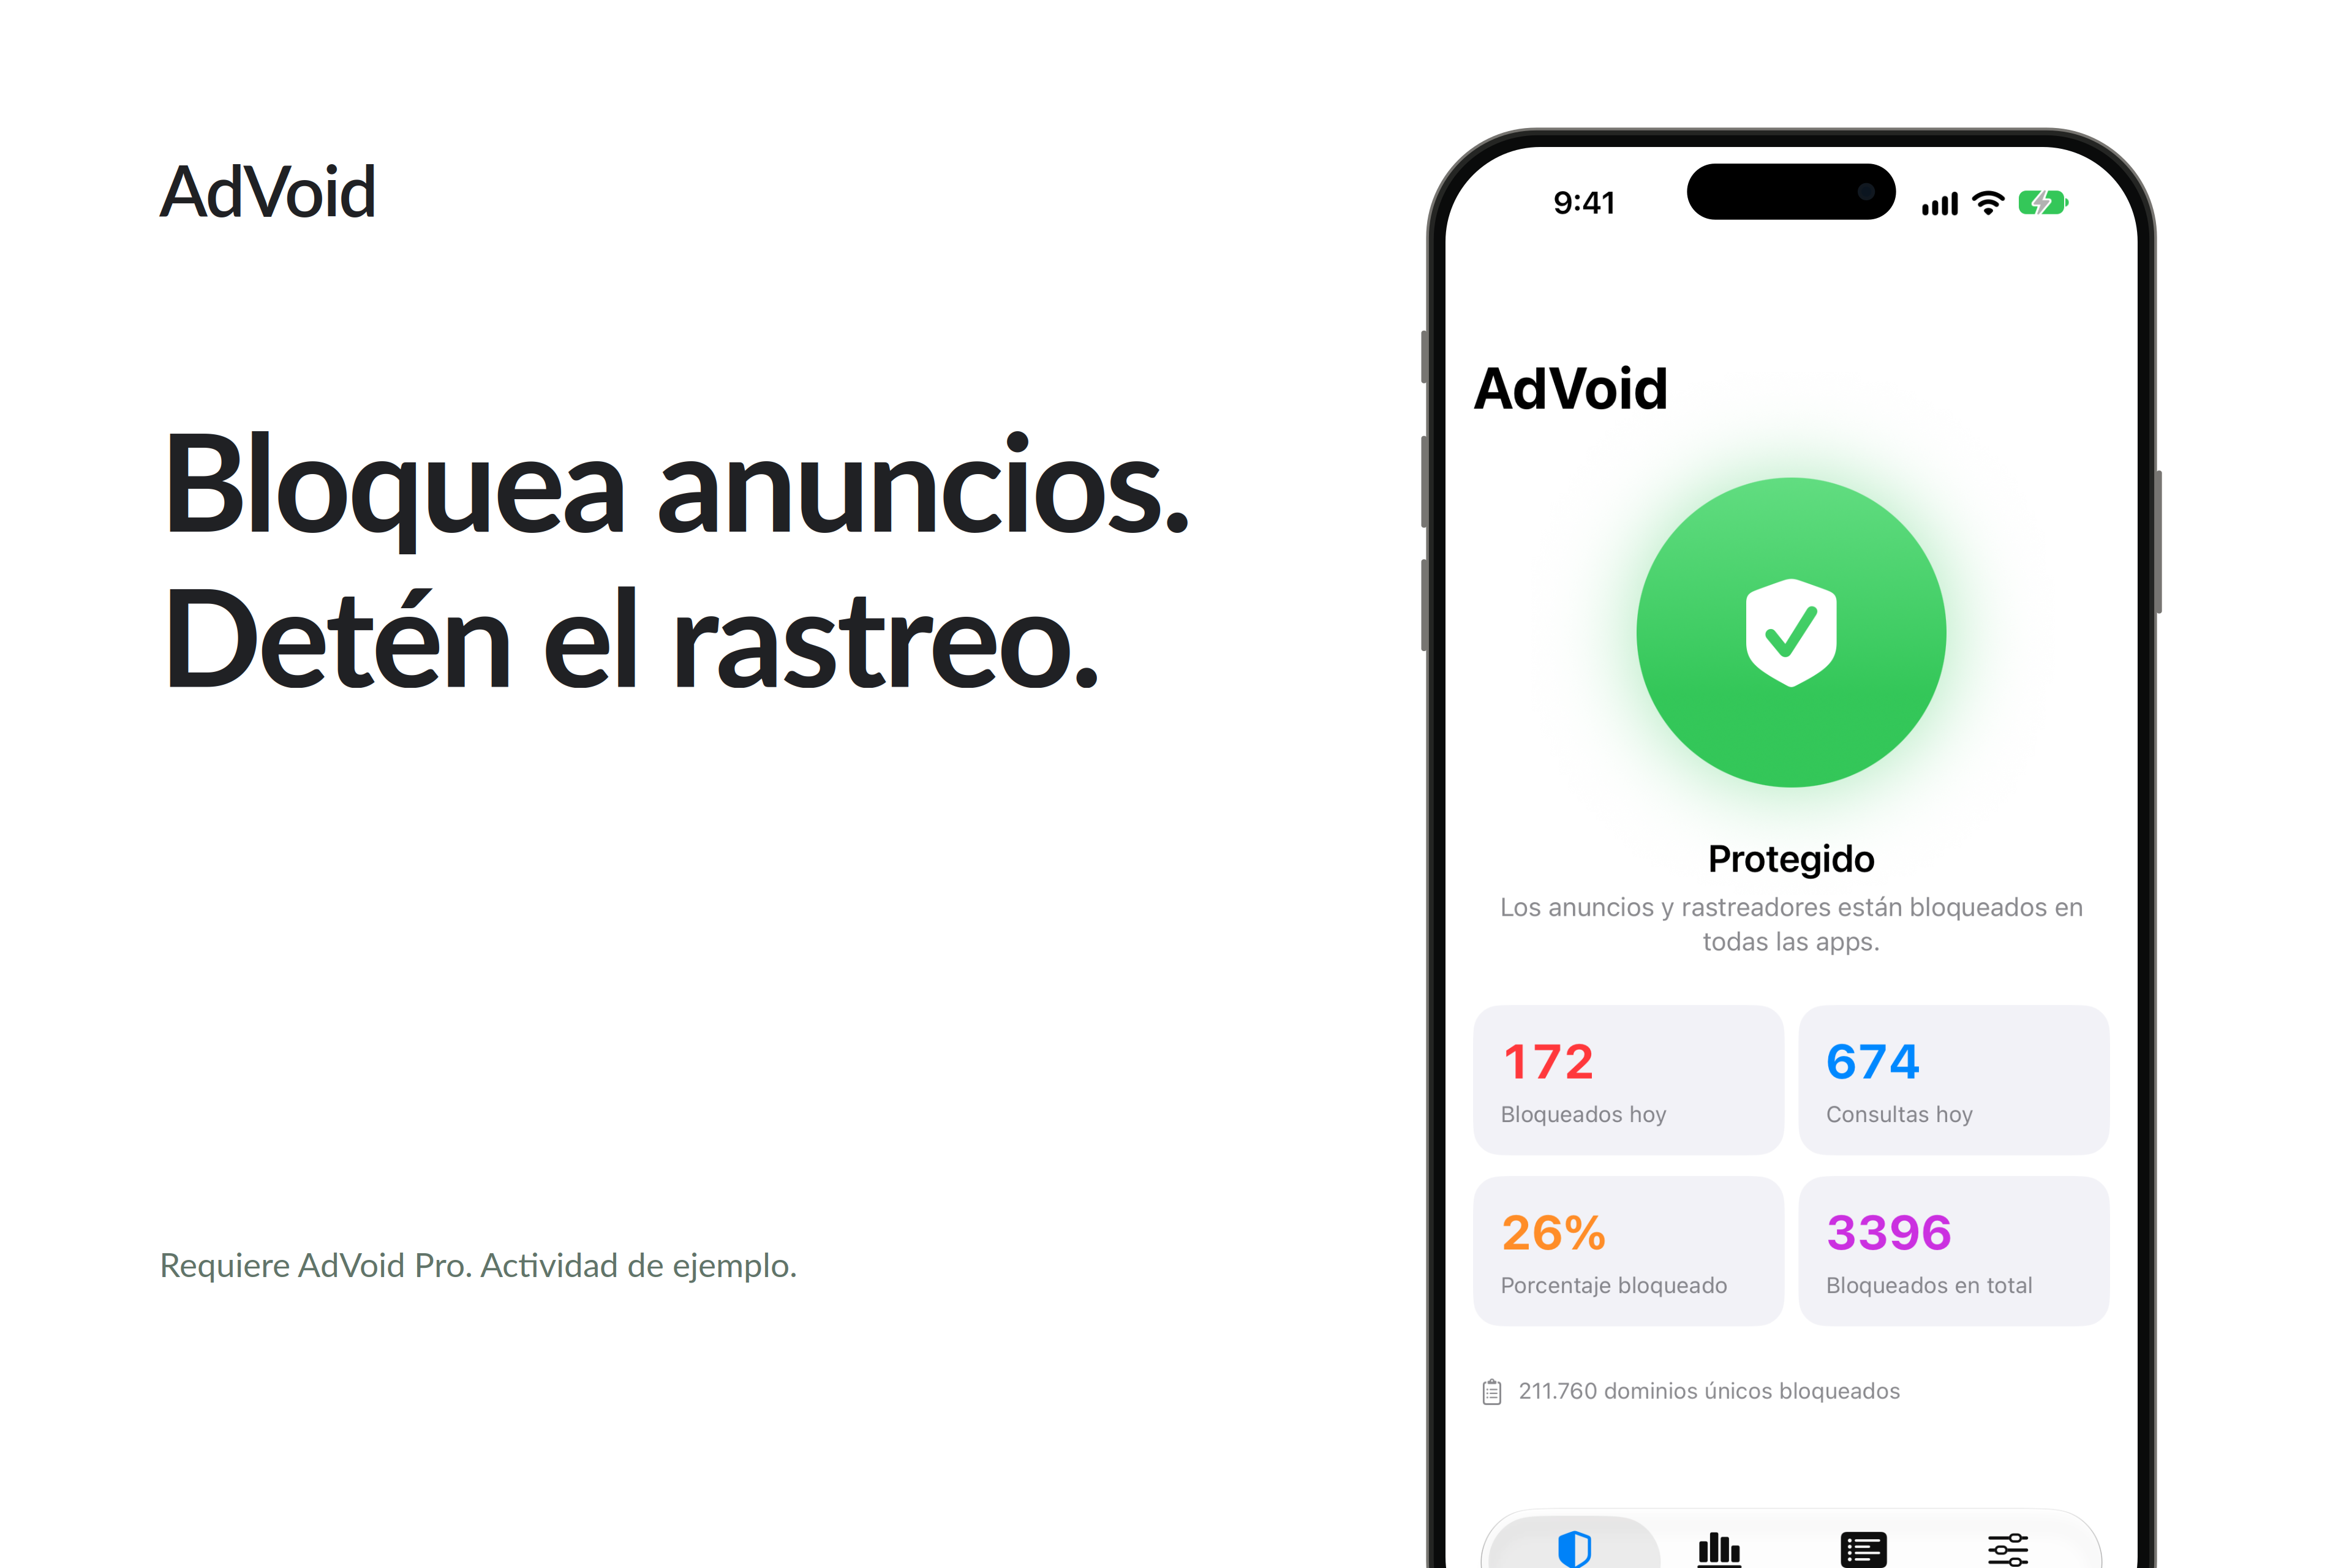 AdVoid
Bloquea anuncios.
Detén el rastreo.
Requiere AdVoid Pro. Actividad de ejemplo.
9:41
AdVoid
Protegido
Los anuncios y rastreadores están bloqueados en
todas las apps.
172
Bloqueados hoy
674
Consultas hoy
26%
Porcentaje bloqueado
3396
Bloqueados en total
211.760 dominios únicos bloqueados